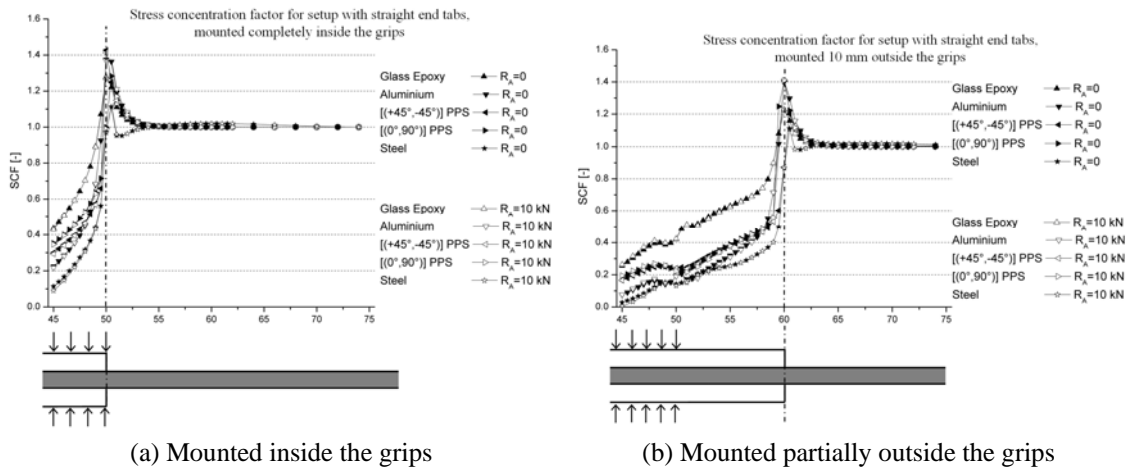 Stress concentration factor for setup with straight end tabs,
mounted completely inside the grips
SCF [-]
1.6
1.4
1.2
1.0
0.8
0.6
0.4
0.2
0.0
45 50 55 60 65 70 75
Glass Epoxy R_A=0
Aluminium R_A=0
[(+45°,-45°)] PPS R_A=0
[(0°,90°)] PPS R_A=0
Steel R_A=0
Glass Epoxy R_A=10 kN
Aluminium R_A=10 kN
[(+45°,-45°)] PPS R_A=10 kN
[(0°,90°)] PPS R_A=10 kN
Steel R_A=10 kN
(a) Mounted inside the grips
Stress concentration factor for setup with straight end tabs,
mounted 10 mm outside the grips
SCF [-]
1.6
1.4
1.2
1.0
0.8
0.6
0.4
0.2
0.0
45 50 55 60 65 70 75
Glass Epoxy R_A=0
Aluminium R_A=0
[(+45°,-45°)] PPS R_A=0
[(0°,90°)] PPS R_A=0
Steel R_A=0
Glass Epoxy R_A=10 kN
Aluminium R_A=10 kN
[(+45°,-45°)] PPS R_A=10 kN
[(0°,90°)] PPS R_A=10 kN
Steel R_A=10 kN
(b) Mounted partially outside the grips